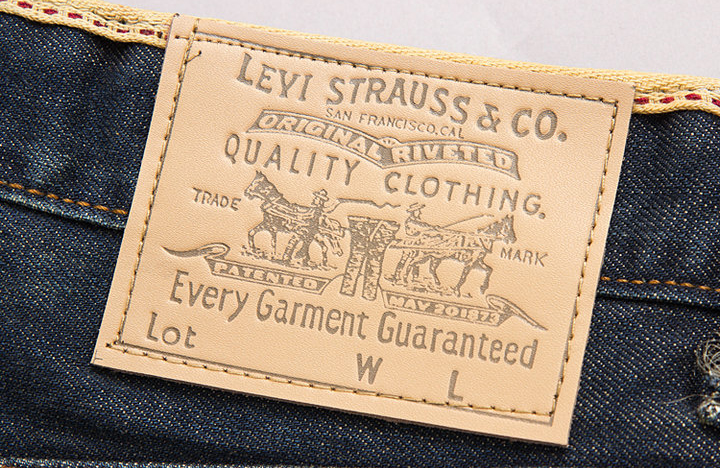 LEVI STRAUSS & CO.
SAN FRANCISCO, CAL
ORIGINAL RIVETED
QUALITY CLOTHING.
TRADE MARK
PATENTED MAY 20 1873
Every Garment Guaranteed
Lot W L